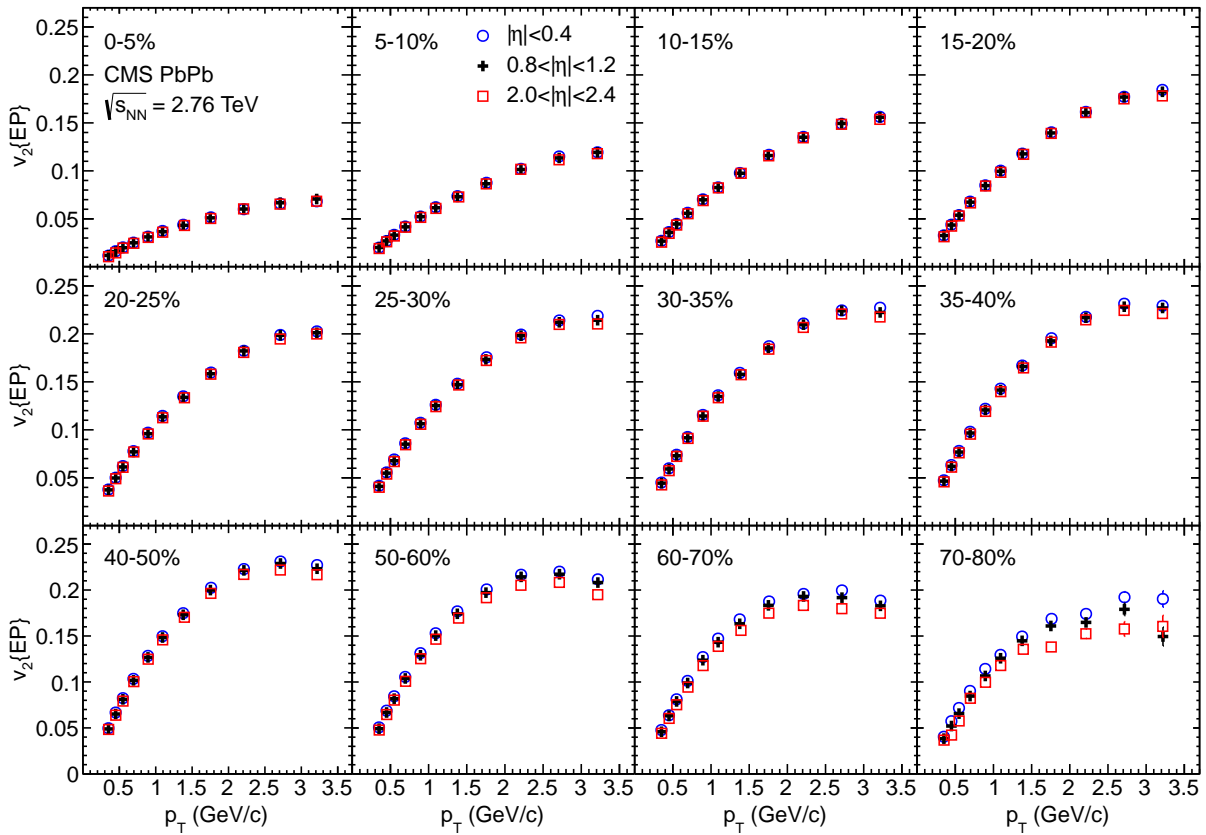 0-5%
CMS PbPb
√s_NN = 2.76 TeV
5-10%
|η|<0.4
0.8<|η|<1.2
2.0<|η|<2.4
10-15%
15-20%
v₂{EP}
0.25
0.2
0.15
0.1
0.05
20-25%
25-30%
30-35%
35-40%
v₂{EP}
0.25
0.2
0.15
0.1
0.05
40-50%
50-60%
60-70%
70-80%
v₂{EP}
0.25
0.2
0.15
0.1
0.05
0
0.5 1 1.5 2 2.5 3 3.5
0.5 1 1.5 2 2.5 3 3.5
0.5 1 1.5 2 2.5 3 3.5
0.5 1 1.5 2 2.5 3 3.5
p_T (GeV/c)
p_T (GeV/c)
p_T (GeV/c)
p_T (GeV/c)